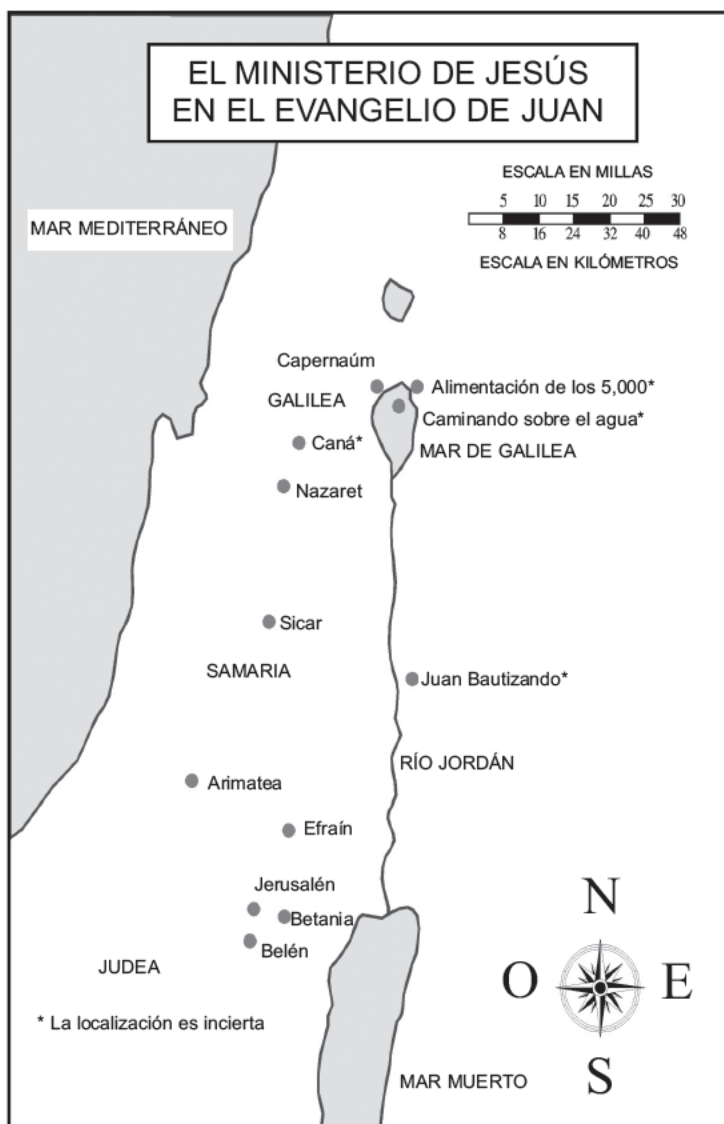 EL MINISTERIO DE JESÚS
EN EL EVANGELIO DE JUAN
ESCALA EN MILLAS
5 10 15 20 25 30
8 16 24 32 40 48
ESCALA EN KILÓMETROS
MAR MEDITERRÁNEO
Capernaúm
Alimentación de los 5,000*
GALILEA
Caminando sobre el agua*
Caná*
MAR DE GALILEA
Nazaret
Sicar
SAMARIA
Juan Bautizando*
RÍO JORDÁN
Arimatea
Efraín
Jerusalén
Betania
Belén
JUDEA
N
O E
S
* La localización es incierta
MAR MUERTO